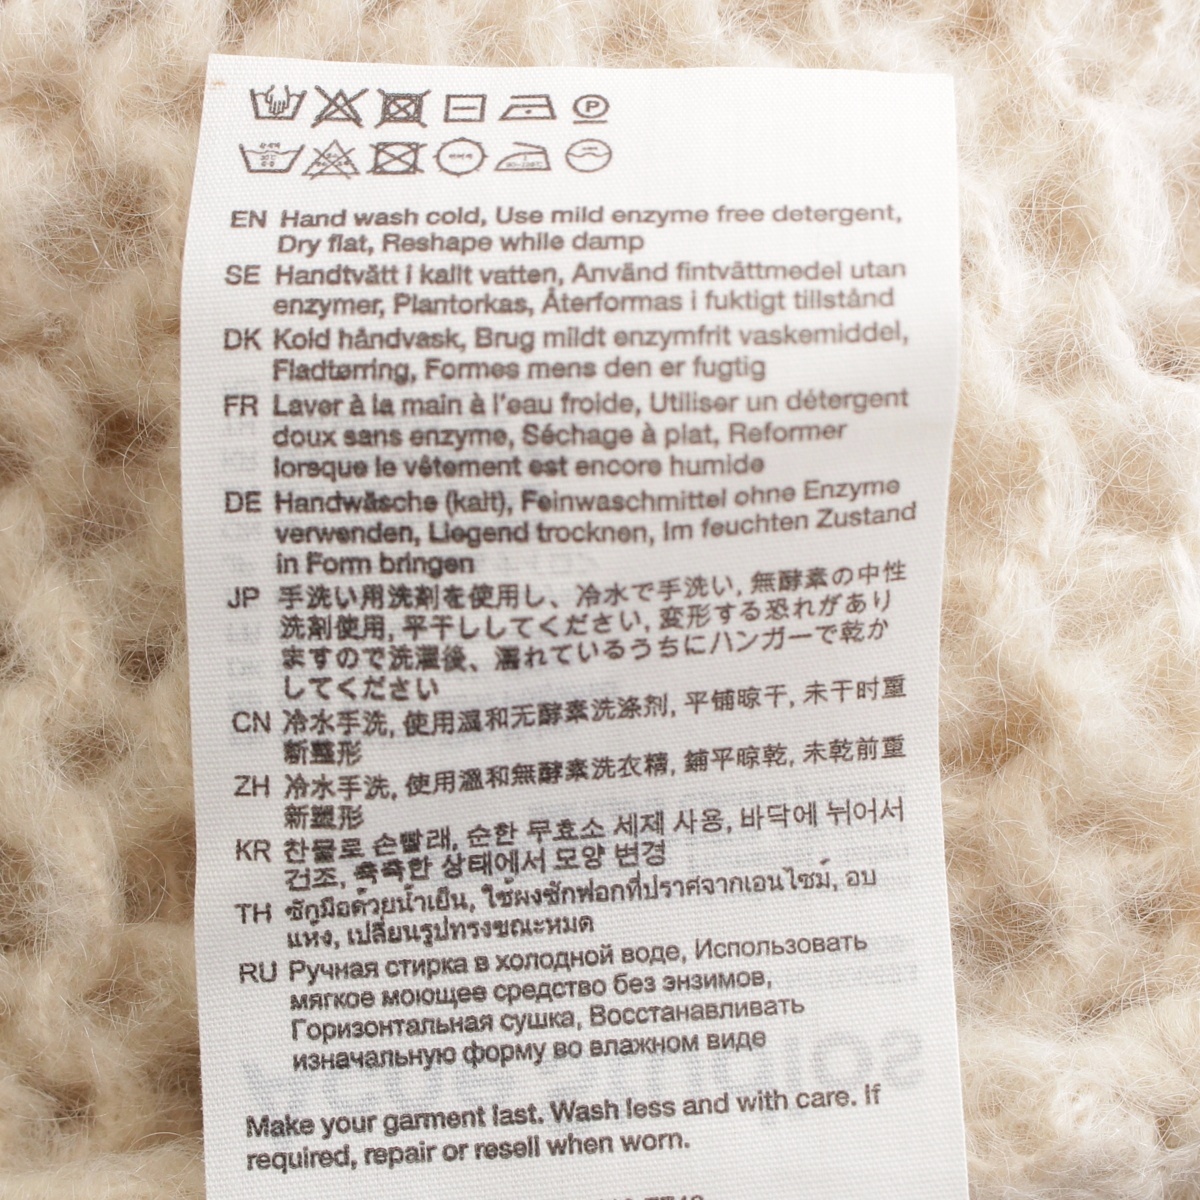 P
EN Hand wash cold, Use mild enzyme free detergent,
Dry flat, Reshape while damp
SE Handtvätt i kallt vatten, Använd fintvättmedel utan
enzymer, Plantorkas, Återformas i fuktigt tillstånd
DK Kold håndvask, Brug mildt enzymfrit vaskemiddel,
Fladtørring, Formes mens den er fugtig
FR Laver à la main à l'eau froide, Utiliser un détergent
doux sans enzyme, Séchage à plat, Reformer
lorsque le vêtement est encore humide
DE Handwäsche (kalt), Feinwaschmittel ohne Enzyme
verwenden, Liegend trocknen, Im feuchten Zustand
in Form bringen
JP 手洗い用洗剤を使用し、冷水で手洗い, 無酵素の中性
洗剤使用, 平干ししてください, 変形する恐れがあり
ますので洗濯後、濡れているうちにハンガーで乾か
してください
CN 冷水手洗, 使用温和无酵素洗涤剂, 平铺晾干, 未干时重
新整形
ZH 冷水手洗, 使用溫和無酵素洗衣精, 鋪平晾乾, 未乾前重
新塑形
KR 찬물로 손빨래, 순한 무효소 세제 사용, 바닥에 뉘어서
건조, 축축한 상태에서 모양 변경
TH ซักมือด้วยน้ำเย็น, ใช้ผงซักฟอกที่ปราศจากเอนไซม์, อบ
แห้ง, เปลี่ยนรูปทรงขณะหมด
RU Ручная стирка в холодной воде, Использовать
мягкое моющее средство без энзимов,
Горизонтальная сушка, Восстанавливать
изначальную форму во влажном виде
Make your garment last. Wash less and with care. If
required, repair or resell when worn.